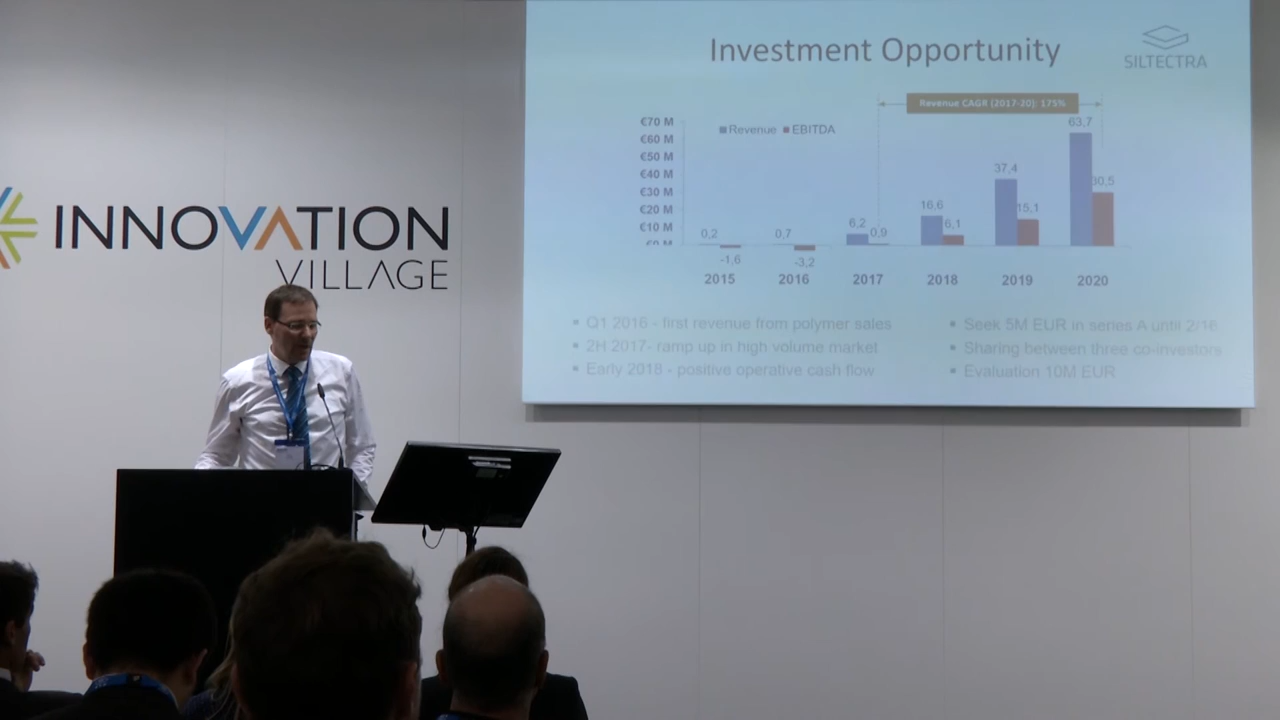 INNOVATION
VILLAGE
Investment Opportunity
SILTECTRA
Revenue CAGR (2017-20): 175%
Revenue EBITDA
€70 M
€60 M
€50 M
€40 M
€30 M
€20 M
€10 M
€0 M
0,2 -1,6
0,7 -3,2
6,2 0,9
16,6 6,1
37,4 15,1
63,7 30,5
2015 2016 2017 2018 2019 2020
▪ Q1 2016 - first revenue from polymer sales
▪ 2H 2017- ramp up in high volume market
▪ Early 2018 - positive operative cash flow
▪ Seek 5M EUR in series A until 2/16
▪ Sharing between three co-investors
▪ Evaluation 10M EUR